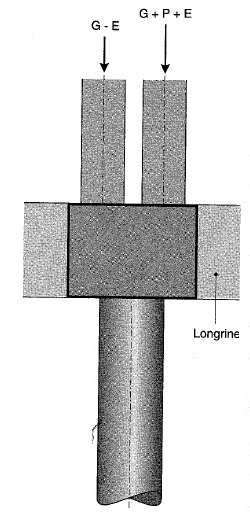 G - E
G + P + E
Longrine